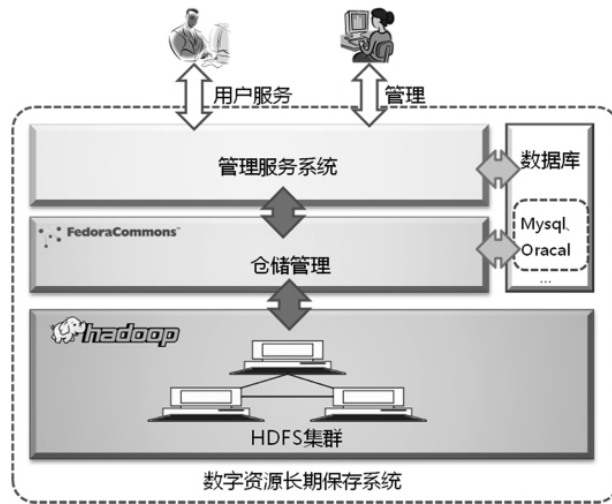 用户服务
管理
管理服务系统
数据库
FedoraCommons™
Mysql、
Oracal
仓储管理
...
hadoop
HDFS集群
数字资源长期保存系统